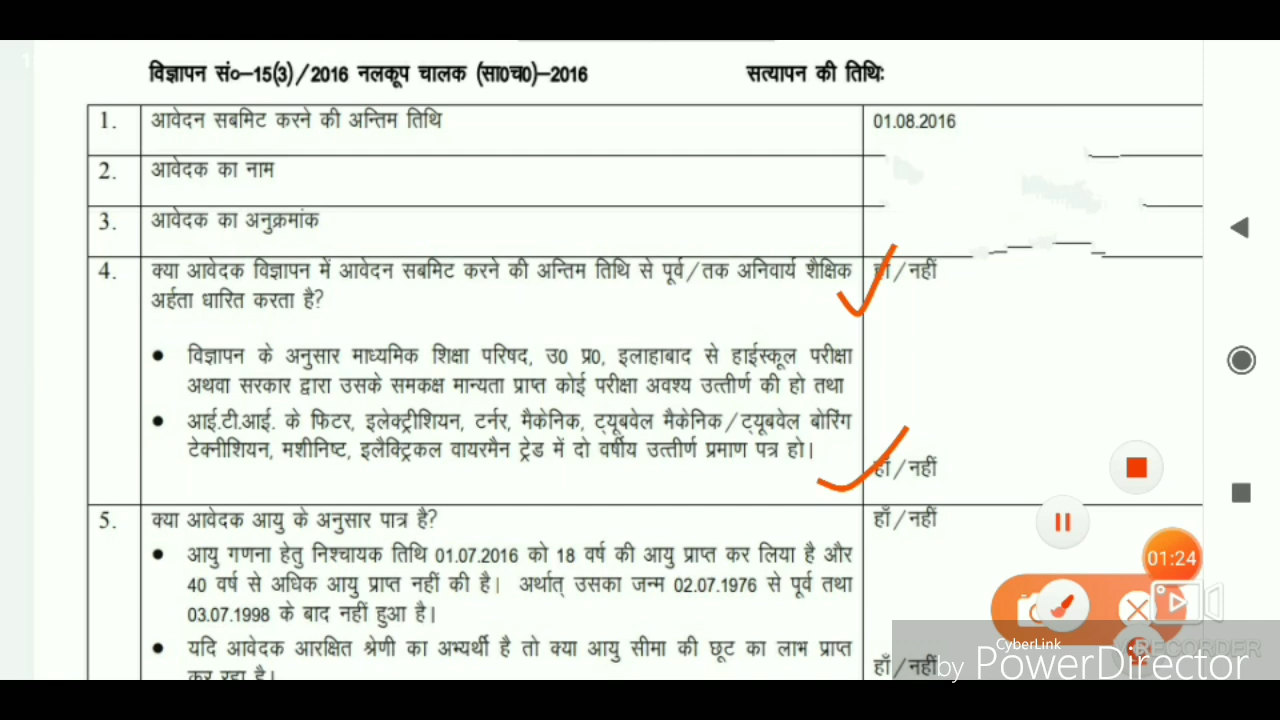 विज्ञापन सं०–15(3)/2016 नलकूप चालक (सा0च0)–2016 सत्यापन की तिथिः
1. आवेदन सबमिट करने की अन्तिम तिथि 01.08.2016
2. आवेदक का नाम
3. आवेदक का अनुक्रमांक
4. क्या आवेदक विज्ञापन में आवेदन सबमिट करने की अन्तिम तिथि से पूर्व/तक अनिवार्य शैक्षिक हाँ/नहीं
अर्हता धारित करता है?
● विज्ञापन के अनुसार माध्यमिक शिक्षा परिषद, उ0 प्र0, इलाहाबाद से हाईस्कूल परीक्षा
अथवा सरकार द्वारा उसके समकक्ष मान्यता प्राप्त कोई परीक्षा अवश्य उत्तीर्ण की हो तथा
● आई.टी.आई. के फिटर, इलेक्ट्रीशियन, टर्नर, मैकेनिक, ट्यूबवेल मैकेनिक/ट्यूबवेल बोरिंग
टेक्नीशियन, मशीनिष्ट, इलैक्ट्रिकल वायरमैन ट्रेड में दो वर्षीय उत्तीर्ण प्रमाण पत्र हो।
हाँ/नहीं
5. क्या आवेदक आयु के अनुसार पात्र है? हाँ/नहीं
● आयु गणना हेतु निश्चायक तिथि 01.07.2016 को 18 वर्ष की आयु प्राप्त कर लिया है और
40 वर्ष से अधिक आयु प्राप्त नहीं की है। अर्थात् उसका जन्म 02.07.1976 से पूर्व तथा
03.07.1998 के बाद नहीं हुआ है।
● यदि आवेदक आरक्षित श्रेणी का अभ्यर्थी है तो क्या आयु सीमा की छूट का लाभ प्राप्त
कर रहा है।
हाँ/नहीं
01:24
RECORDER
CyberLink
by PowerDirector